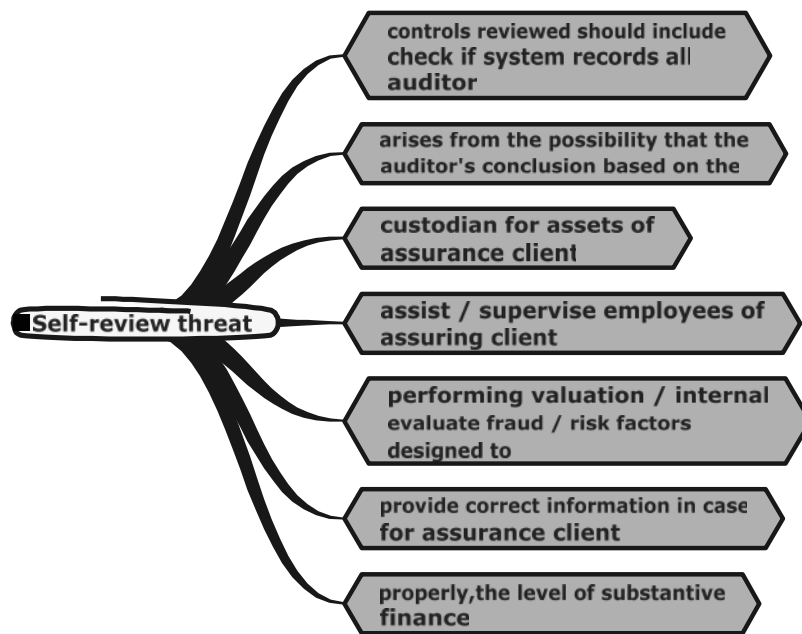 controls reviewed should include
check if system records all
auditor
arises from the possibility that the
auditor's conclusion based on the
custodian for assets of
assurance client
Self-review threat
assist / supervise employees of
assuring client
performing valuation / internal
evaluate fraud / risk factors
designed to
provide correct information in case
for assurance client
properly,the level of substantive
finance